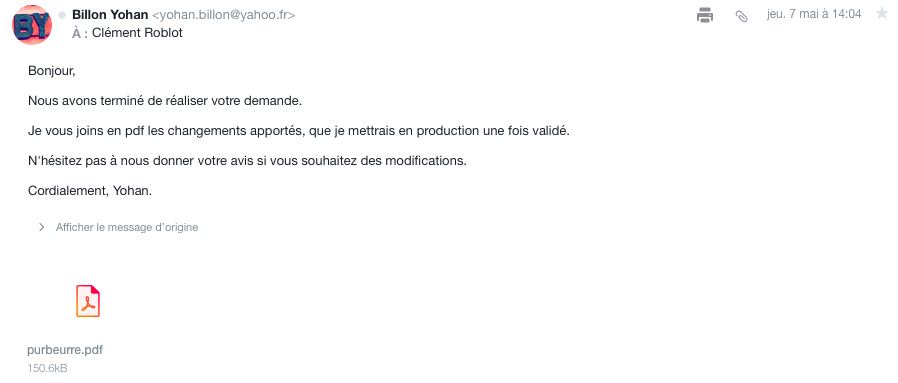 BY
Billon Yohan <yohan.billon@yahoo.fr>
jeu. 7 mai à 14:04
À : Clément Roblot
Bonjour,
Nous avons terminé de réaliser votre demande.
Je vous joins en pdf les changements apportés, que je mettrais en production une fois validé.
N'hésitez pas à nous donner votre avis si vous souhaitez des modifications.
Cordialement, Yohan.
Afficher le message d'origine
purbeurre.pdf
150.6kB